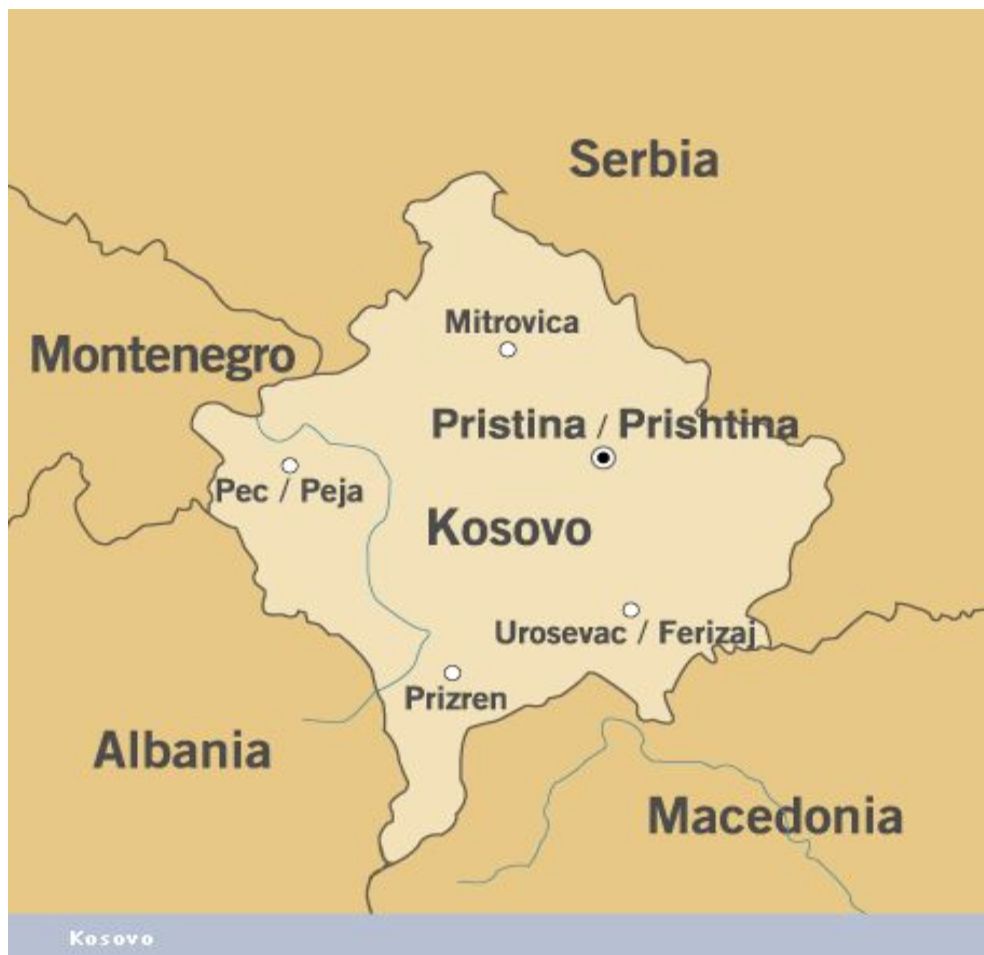 Serbia
Mitrovica
Montenegro
Pristina / Prishtina
Pec / Peja
Kosovo
Urosevac / Ferizaj
Prizren
Albania
Macedonia
Kosovo